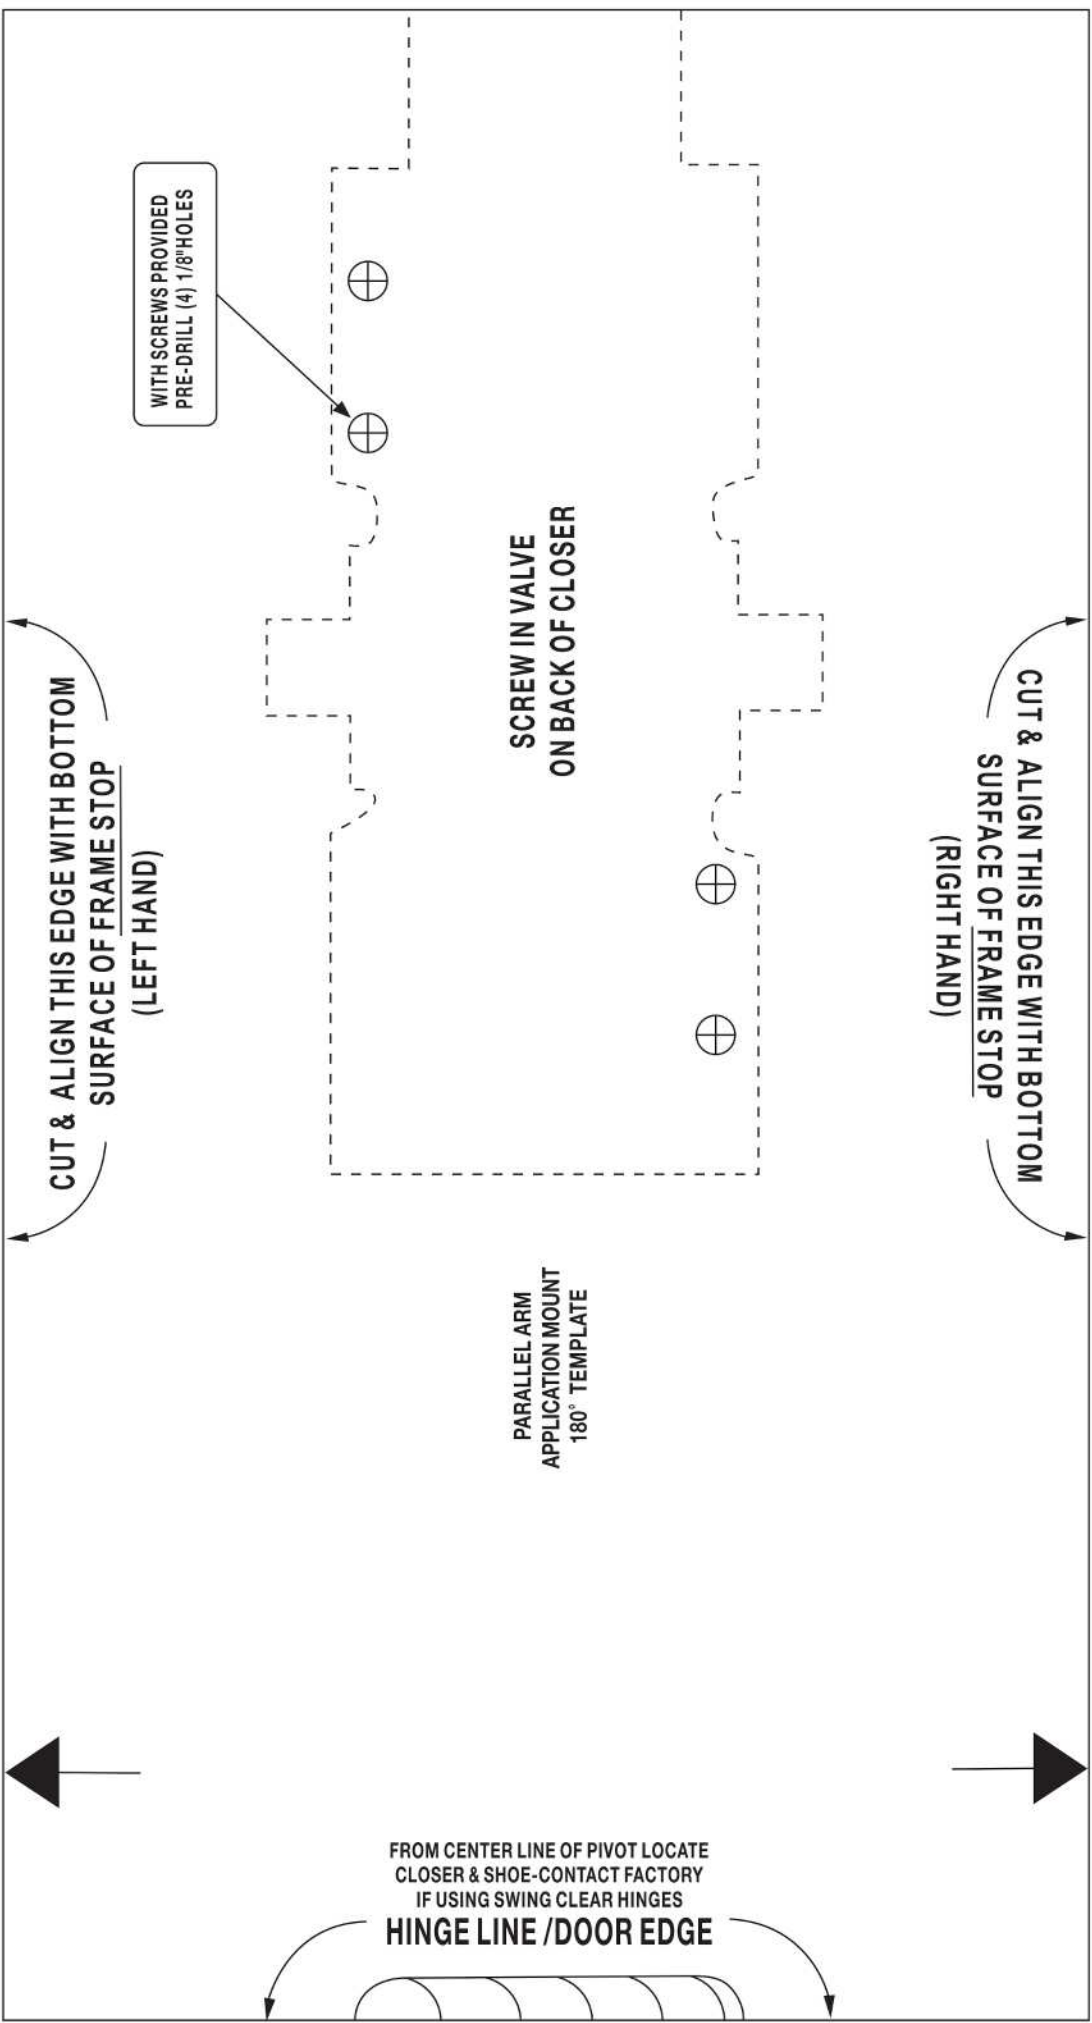 WITH SCREWS PROVIDED
PRE-DRILL (4) 1/8"HOLES
SCREW IN VALVE
ON BACK OF CLOSER
CUT & ALIGN THIS EDGE WITH BOTTOM
SURFACE OF FRAME STOP
(LEFT HAND)
CUT & ALIGN THIS EDGE WITH BOTTOM
SURFACE OF FRAME STOP
(RIGHT HAND)
PARALLEL ARM
APPLICATION MOUNT
180° TEMPLATE
FROM CENTER LINE OF PIVOT LOCATE
CLOSER & SHOE-CONTACT FACTORY
IF USING SWING CLEAR HINGES
HINGE LINE /DOOR EDGE